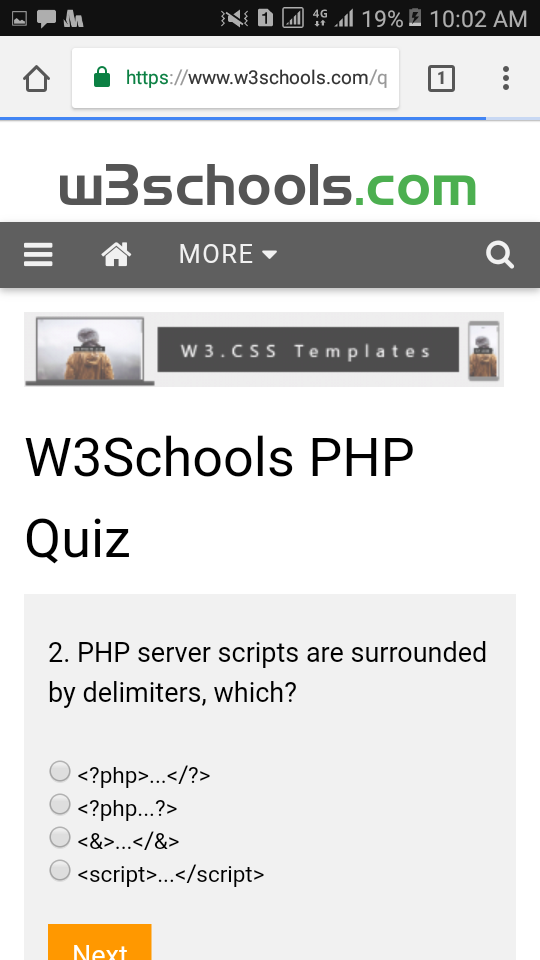 1 4G 19% 10:02 AM
https://www.w3schools.com/q 1
w3schools.com
MORE
W3.CSS Templates
W3Schools PHP
Quiz
2. PHP server scripts are surrounded
by delimiters, which?
<?php>...</?>
<?php...?>
<&>...</&>
<script>...</script>
Next